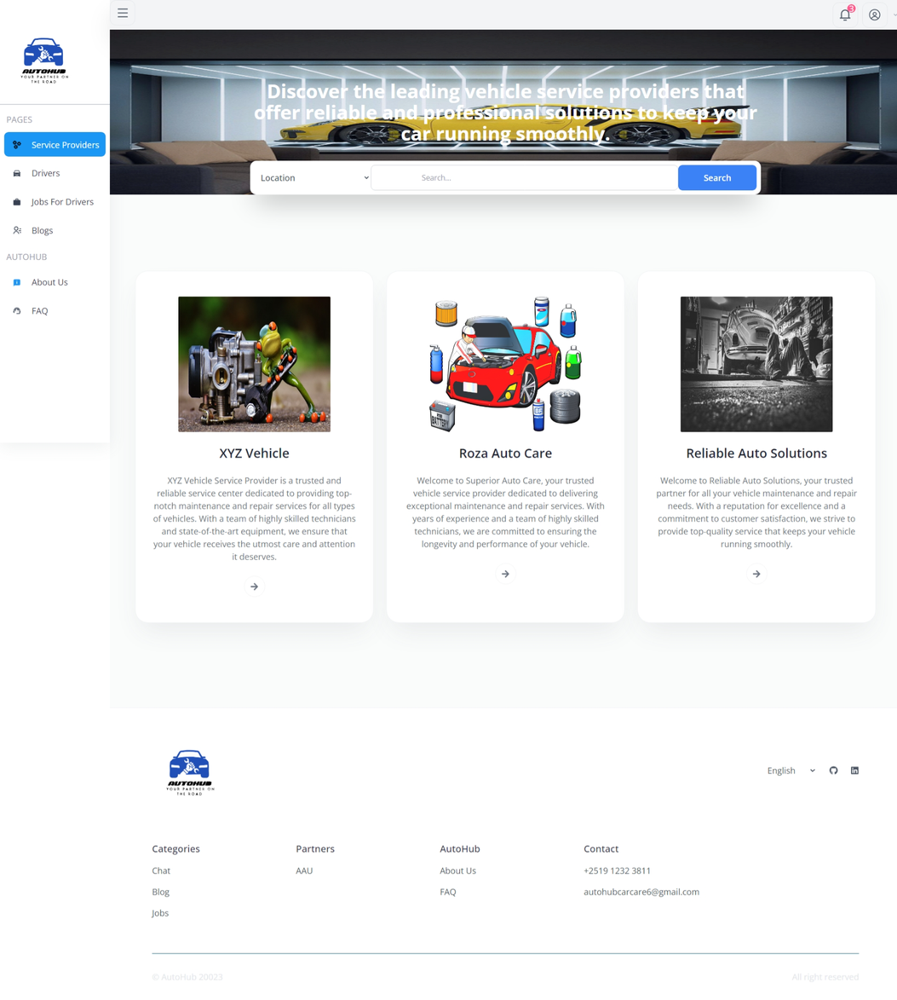 3
AUTOHUB
YOUR PARTNER ON
THE ROAD
PAGES
Service Providers
Drivers
Jobs For Drivers
Blogs
AUTOHUB
About Us
FAQ
Discover the leading vehicle service providers that
offer reliable and professional solutions to keep your
car running smoothly.
Location
Search...
Search
BATTERY
XYZ Vehicle
XYZ Vehicle Service Provider is a trusted and
reliable service center dedicated to providing top-
notch maintenance and repair services for all types
of vehicles. With a team of highly skilled technicians
and state-of-the-art equipment, we ensure that
your vehicle receives the utmost care and attention
it deserves.
Roza Auto Care
Welcome to Superior Auto Care, your trusted
vehicle service provider dedicated to delivering
exceptional maintenance and repair services. With
years of experience and a team of highly skilled
technicians, we are committed to ensuring the
longevity and performance of your vehicle.
Reliable Auto Solutions
Welcome to Reliable Auto Solutions, your trusted
partner for all your vehicle maintenance and repair
needs. With a reputation for excellence and a
commitment to customer satisfaction, we strive to
provide top-quality service that keeps your vehicle
running smoothly.
AUTOHUB
YOUR PARTNER ON
THE ROAD
English
Categories
Chat
Blog
Jobs
Partners
AAU
AutoHub
About Us
FAQ
Contact
+2519 1232 3811
autohubcarcare6@gmail.com
© AutoHub 20023
All right reserved